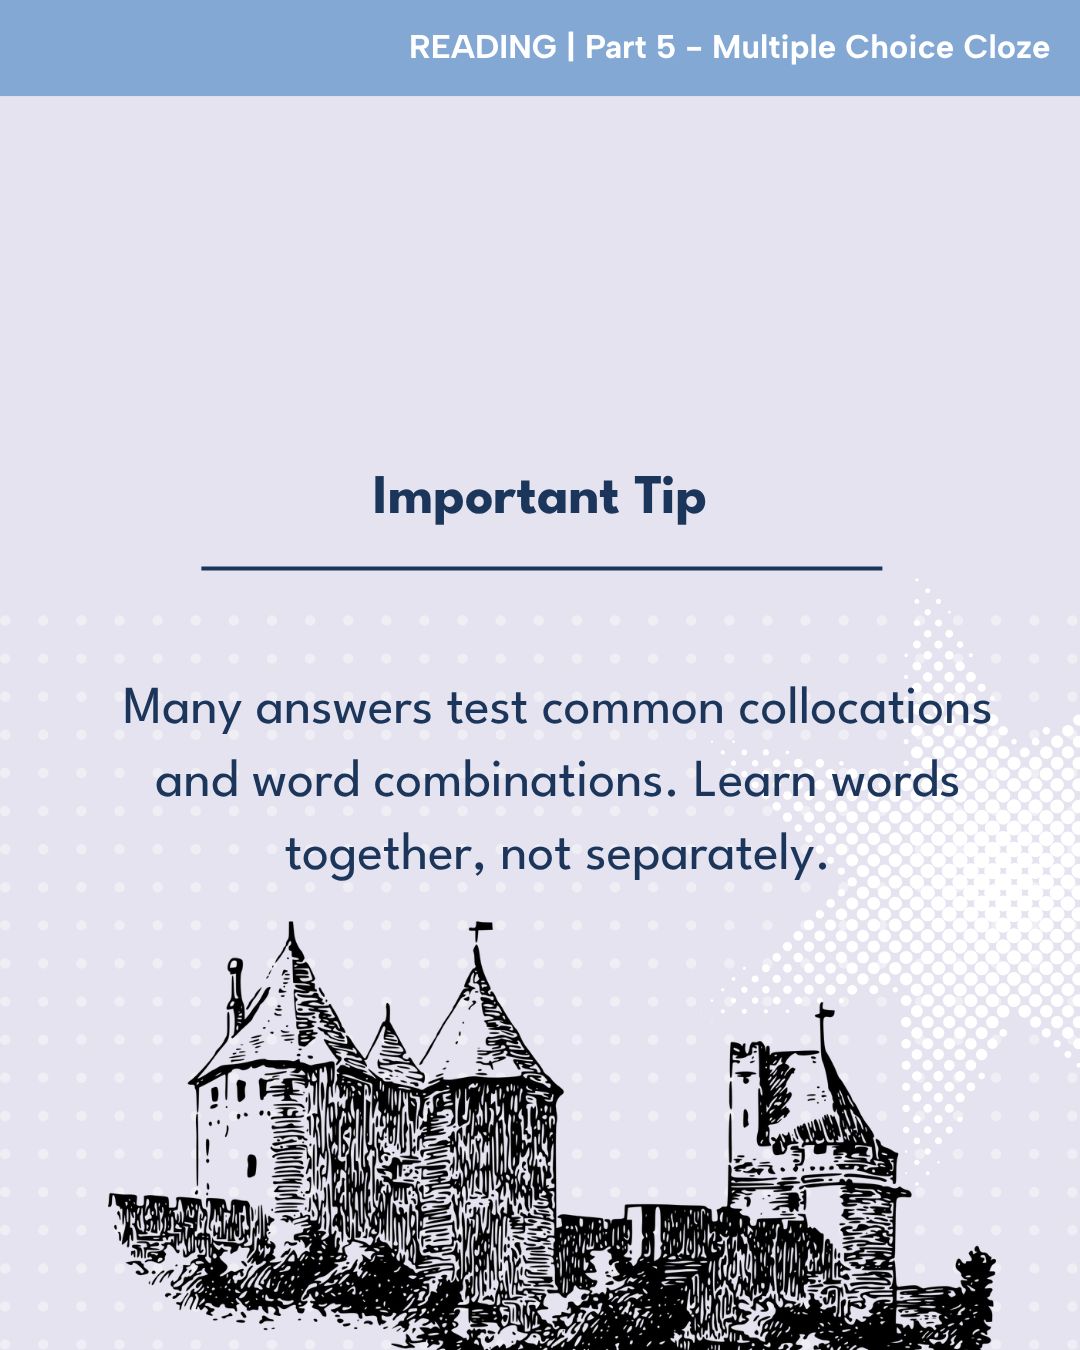 READING | Part 5 - Multiple Choice Cloze
Important Tip
Many answers test common collocations
and word combinations. Learn words
together, not separately.